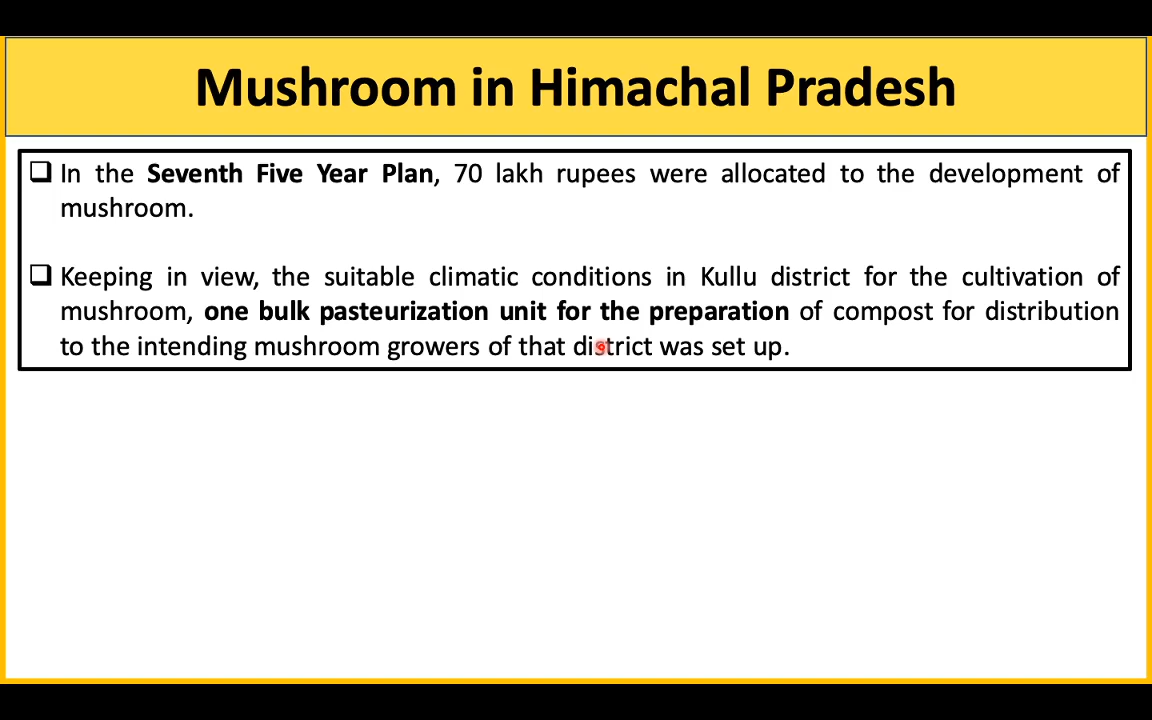 Mushroom in Himachal Pradesh
❑ In the Seventh Five Year Plan, 70 lakh rupees were allocated to the development of
mushroom.
❑ Keeping in view, the suitable climatic conditions in Kullu district for the cultivation of
mushroom, one bulk pasteurization unit for the preparation of compost for distribution
to the intending mushroom growers of that district was set up.